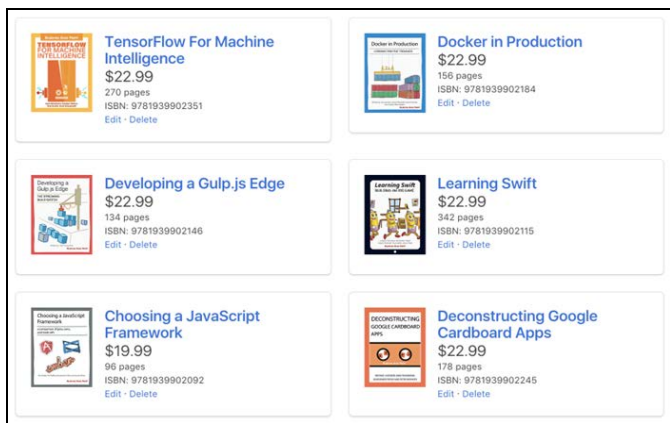 TENSORFLOW
FOR MACHINE
INTELLIGENCE
TensorFlow For Machine
Intelligence
$22.99
270 pages
ISBN: 9781939902351
Edit · Delete
Docker in Production
Docker in Production
$22.99
156 pages
ISBN: 9781939902184
Edit · Delete
Developing a
Gulp.js Edge
Developing a Gulp.js Edge
$22.99
134 pages
ISBN: 9781939902146
Edit · Delete
Learning Swift
Learning Swift
$22.99
342 pages
ISBN: 9781939902115
Edit · Delete
Choosing a JavaScript
Framework
Choosing a JavaScript
Framework
$19.99
96 pages
ISBN: 9781939902092
Edit · Delete
DECONSTRUCTING
GOOGLE CARDBOARD
APPS
Deconstructing Google
Cardboard Apps
$22.99
178 pages
ISBN: 9781939902245
Edit · Delete